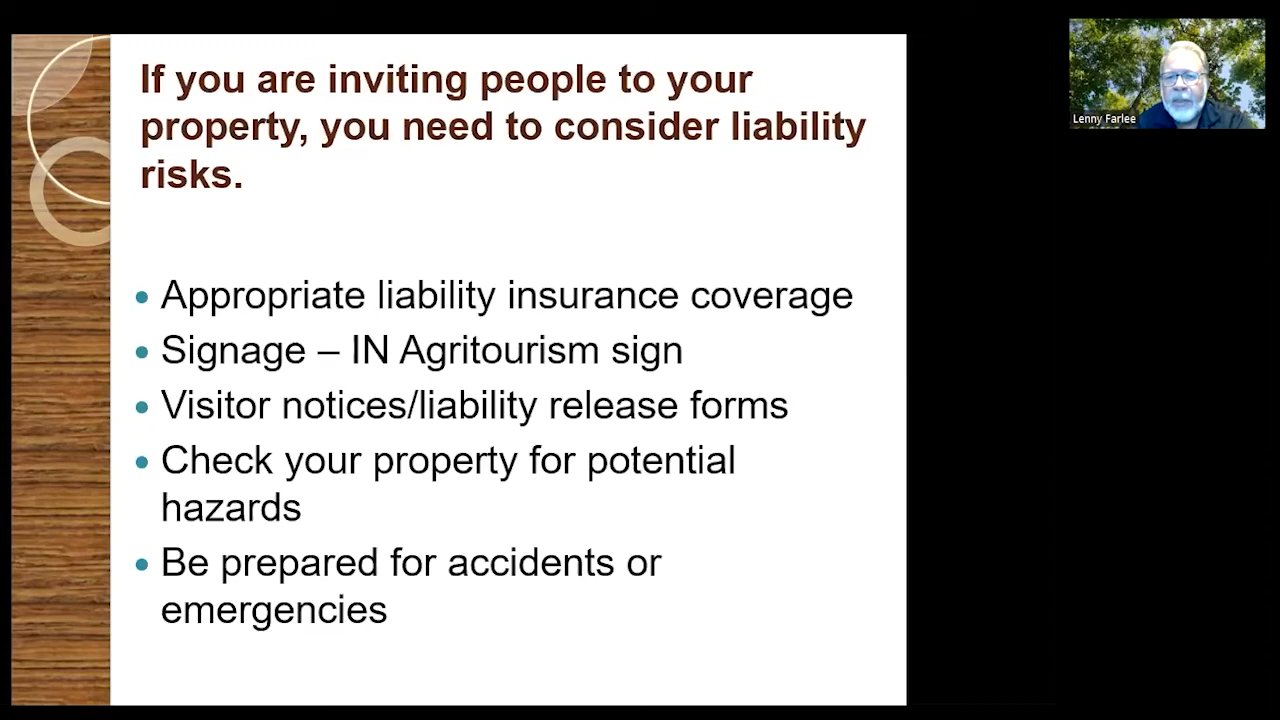 If you are inviting people to your
property, you need to consider liability
risks.
• Appropriate liability insurance coverage
• Signage – IN Agritourism sign
• Visitor notices/liability release forms
• Check your property for potential
hazards
• Be prepared for accidents or
emergencies
Lenny Farlee